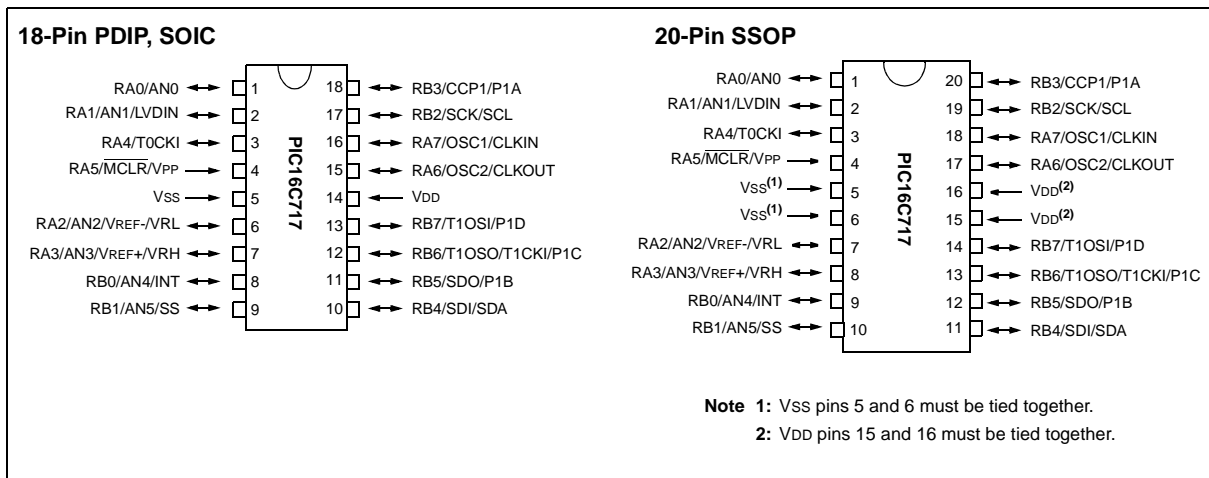 18-Pin PDIP, SOIC
RA0/AN0 1 18 RB3/CCP1/P1A
RA1/AN1/LVDIN 2 17 RB2/SCK/SCL
RA4/T0CKI 3 16 RA7/OSC1/CLKIN
RA5/MCLR/VPP 4 15 RA6/OSC2/CLKOUT
VSS 5 14 VDD
RA2/AN2/VREF-/VRL 6 13 RB7/T1OSI/P1D
RA3/AN3/VREF+/VRH 7 12 RB6/T1OSO/T1CKI/P1C
RB0/AN4/INT 8 11 RB5/SDO/P1B
RB1/AN5/SS 9 10 RB4/SDI/SDA
PIC16C717
20-Pin SSOP
RA0/AN0 1 20 RB3/CCP1/P1A
RA1/AN1/LVDIN 2 19 RB2/SCK/SCL
RA4/T0CKI 3 18 RA7/OSC1/CLKIN
RA5/MCLR/VPP 4 17 RA6/OSC2/CLKOUT
VSS(1) 5 16 VDD(2)
VSS(1) 6 15 VDD(2)
RA2/AN2/VREF-/VRL 7 14 RB7/T1OSI/P1D
RA3/AN3/VREF+/VRH 8 13 RB6/T1OSO/T1CKI/P1C
RB0/AN4/INT 9 12 RB5/SDO/P1B
RB1/AN5/SS 10 11 RB4/SDI/SDA
PIC16C717
Note 1: VSS pins 5 and 6 must be tied together.
2: VDD pins 15 and 16 must be tied together.